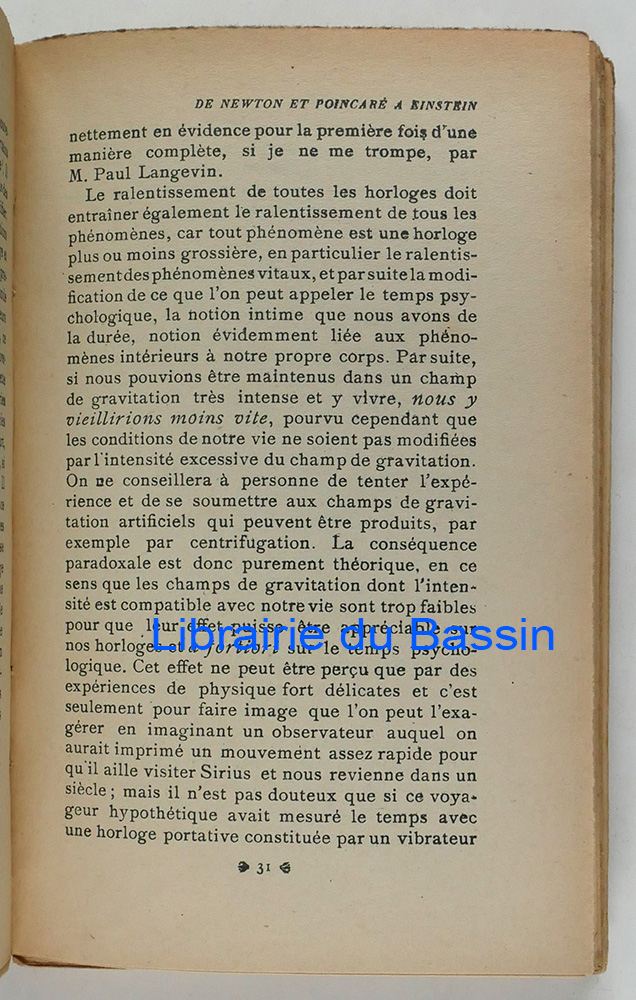 DE NEWTON ET POINCARÉ A EINSTEIN
nettement en évidence pour la première fois d'une
manière complète, si je ne me trompe, par
M. Paul Langevin.
Le ralentissement de toutes les horloges doit
entraîner également le ralentissement de tous les
phénomènes, car tout phénomène est une horloge
plus ou moins grossière, en particulier le ralentis-
sement des phénomènes vitaux, et par suite la modi-
fication de ce que l'on peut appeler le temps psy-
chologique, la notion intime que nous avons de
la durée, notion évidemment liée aux phéno-
mènes intérieurs à notre propre corps. Par suite,
si nous pouvions être maintenus dans un champ
de gravitation très intense et y vivre, nous y
vieillirions moins vite, pourvu cependant que
les conditions de notre vie ne soient pas modifiées
par l'intensité excessive du champ de gravitation.
On ne conseillera à personne de tenter l'expé-
rience et de se soumettre aux champs de gravi-
tation artificiels qui peuvent être produits, par
exemple par centrifugation. La conséquence
paradoxale est donc purement théorique, en ce
sens que les champs de gravitation dont l'inten-
sité est compatible avec notre vie sont trop faibles
pour que leur effet puisse être appréciable sur
Librairie du Bassin
nos horloges et a fortiori sur le temps psycho-
logique. Cet effet ne peut être perçu que par des
expériences de physique fort délicates et c'est
seulement pour faire image que l'on peut l'exa-
gérer en imaginant un observateur auquel on
aurait imprimé un mouvement assez rapide pour
qu'il aille visiter Sirius et nous revienne dans un
siècle ; mais il n'est pas douteux que si ce voya-
geur hypothétique avait mesuré le temps avec
une horloge portative constituée par un vibrateur
31